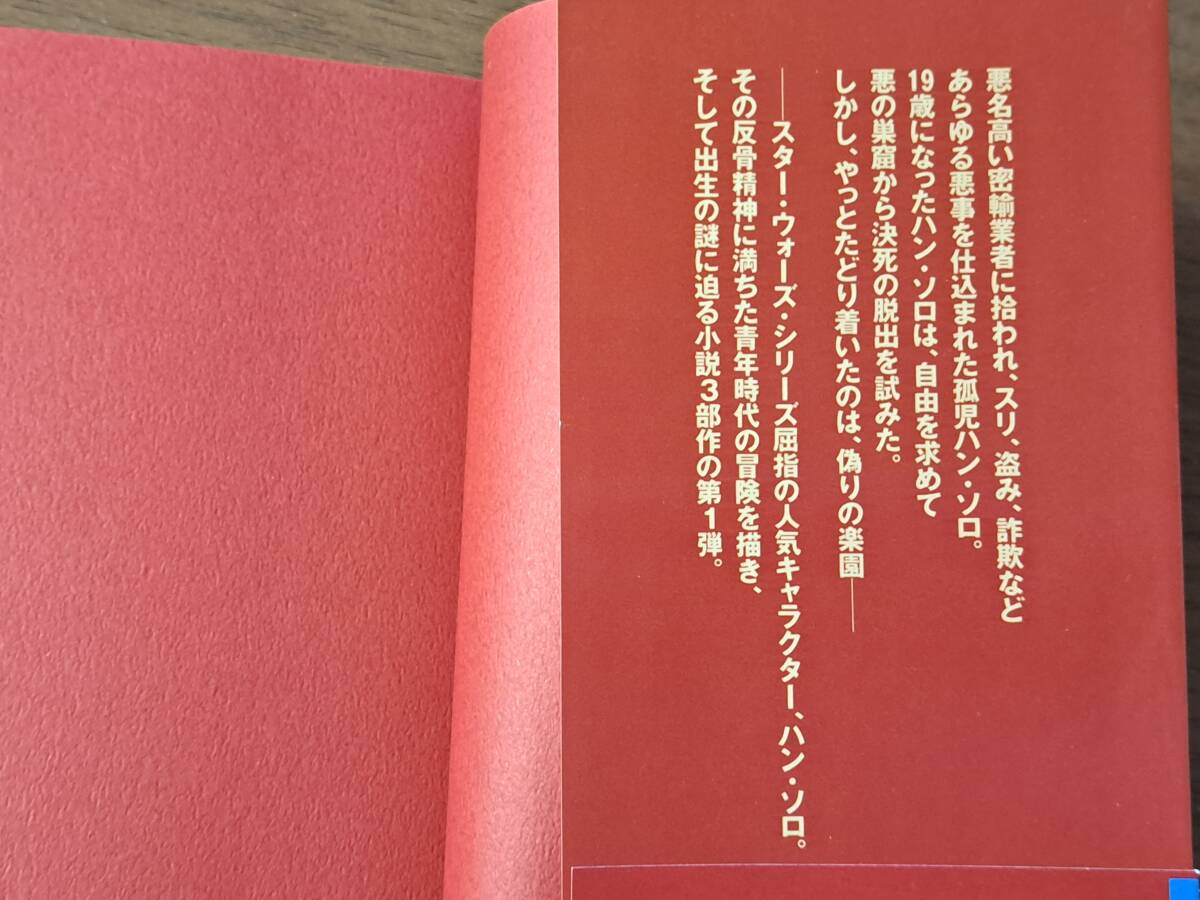 悪名高い密輸業者に拾われ、スリ、盗み、詐欺など
あらゆる悪事を仕込まれた孤児ハン・ソロ。
19歳になったハン・ソロは、自由を求めて
悪の巣窟から決死の脱出を試みた。
しかし、やっとたどり着いたのは、偽りの楽園——
——スター・ウォーズ・シリーズ屈指の人気キャラクター、ハン・ソロ。
その反骨精神に満ちた青年時代の冒険を描き、
そして出生の謎に迫る小説3部作の第1弾。